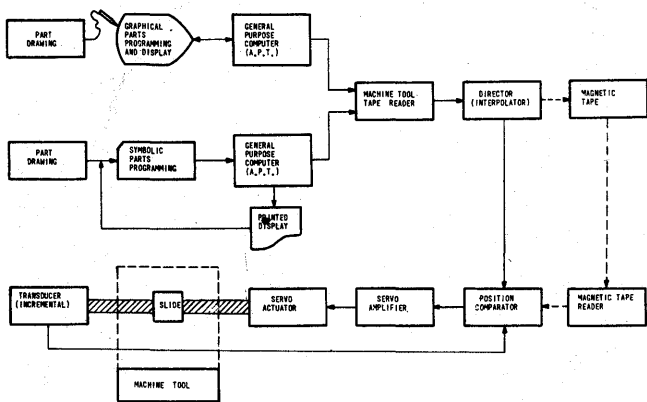 PART
DRAWING
GRAPHICAL
PARTS
PROGRAMMING
AND DISPLAY
GENERAL
PURPOSE
COMPUTER
(A.P.T.)
MACHINE TOOL
TAPE READER
DIRECTOR
(INTERPOLATOR)
MAGNETIC
TAPE
PART
DRAWING
SYMBOLIC
PARTS
PROGRAMMING
GENERAL
PURPOSE
COMPUTER
(A.P.T.)
PRINTED
DISPLAY
TRANSDUCER
(INCREMENTAL)
SLIDE
SERVO
ACTUATOR
SERVO
AMPLIFIER
POSITION
COMPARATOR
MAGNETIC TAPE
READER
MACHINE TOOL